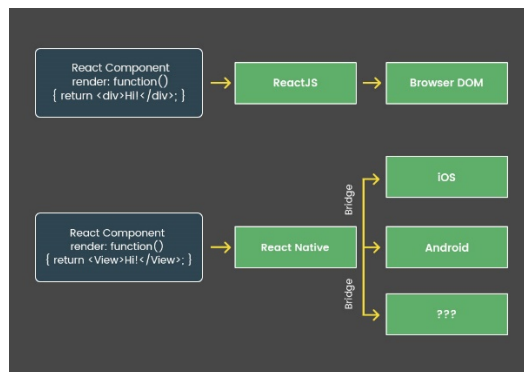 React Component
render: function()
{ return <div>Hi!</div>; }
ReactJS
Browser DOM
React Component
render: function()
{ return <View>Hi!</View>; }
React Native
Bridge
Bridge
iOS
Android
???